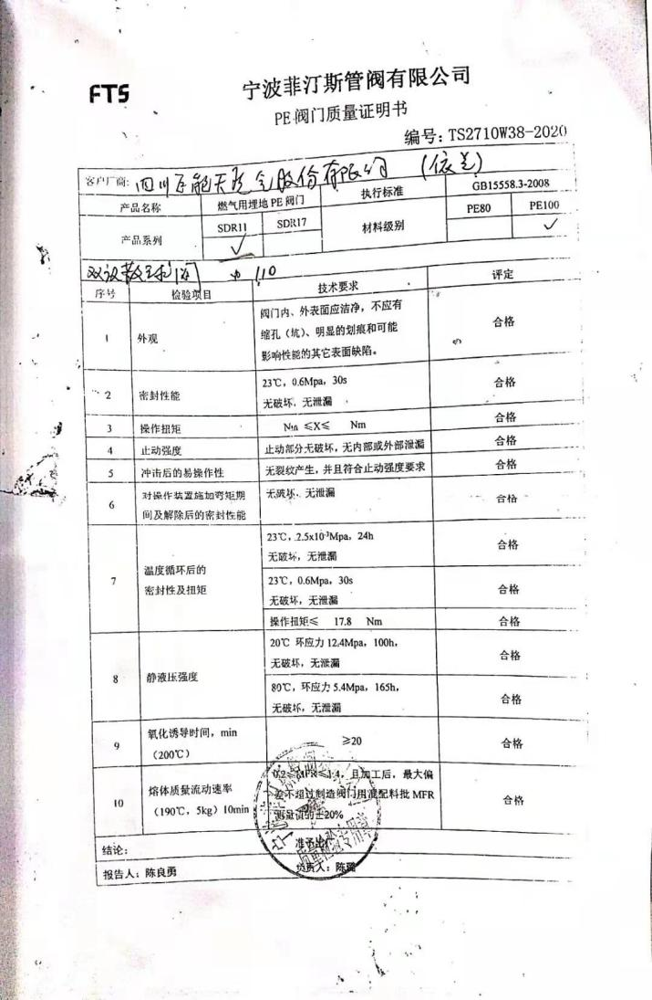 FTS
宁波菲汀斯管阀有限公司
PE 阀门质量证明书
编号：TS2710W38-2020
客户厂商: 四川 能天然气股份有限公司
产品名称 燃气用埋地 PE 阀门 执行标准 GB15558.3-2008
产品系列 SDR11 SDR17 材料级别 PE80 PE100
✓ ✓
双放散 球阀 φ 110
序号 检验项目 技术要求 评定
1 外观 阀门内、外表面应洁净，不应有
缩孔（坑）、明显的划痕和可能
影响性能的其它表面缺陷。 合格
2 密封性能 23℃，0.6Mpa，30s
无破坏，无泄漏 合格
3 操作扭矩 Nm ≤X≤ Nm 合格
4 止动强度 止动部分无破坏，无内部或外部泄漏 合格
5 冲击后的易操作性 无裂纹产生，并且符合止动强度要求 合格
6 对操作装置施加弯矩期
间及解除后的密封性能 无破坏，无泄漏 合格
7 温度循环后的
密封性及扭矩 23℃，2.5x10⁻³Mpa，24h
无破坏，无泄漏 合格
23℃，0.6Mpa，30s
无破坏，无泄漏 合格
操作扭矩≤ 17.8 Nm 合格
8 静液压强度 20℃ 环应力 12.4Mpa，100h，
无破坏，无泄漏 合格
80℃，环应力 5.4Mpa，165h，
无破坏，无泄漏 合格
9 氧化诱导时间，min
（200℃） ≥20 合格
10 熔体质量流动速率
（190℃，5kg）10min 0.2≤MFR≤1.4，且加工后，最大偏
差不超过制造阀门用混配料批 MFR
测量值的±20% 合格
结论： 准予出
报告人：陈良勇 负责人：陈璐